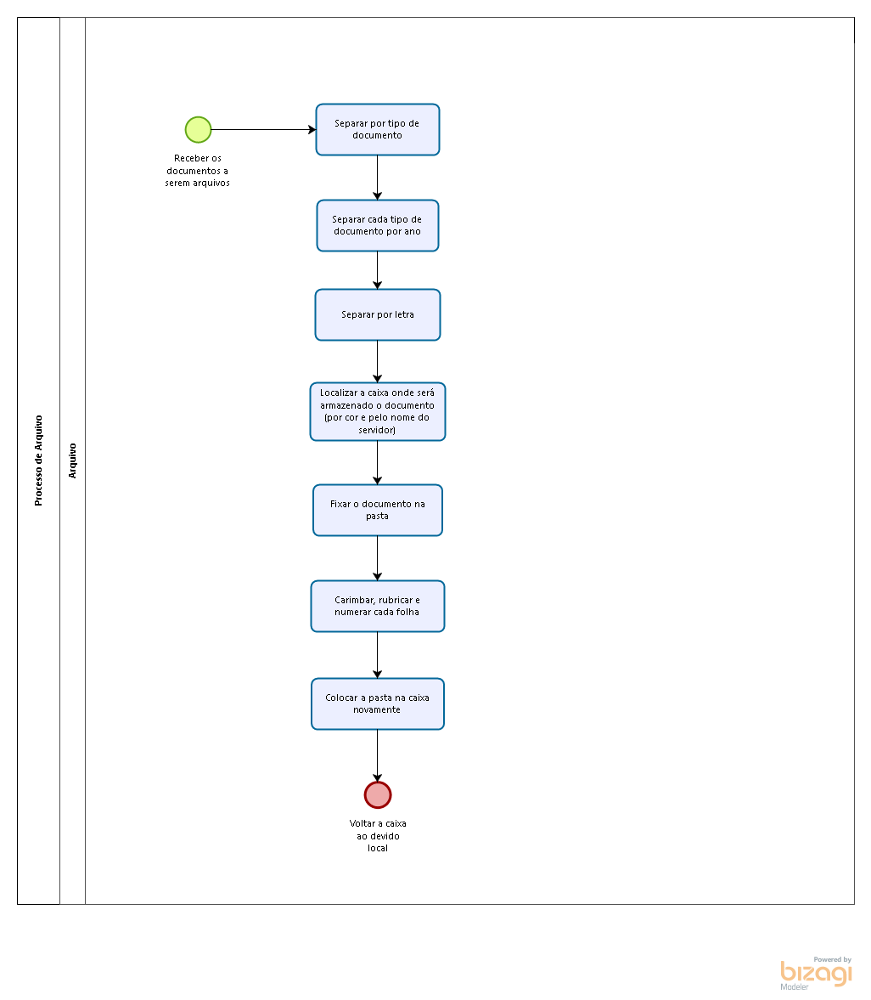 Processo de Arquivo
Arquivo
Receber os
documentos a
serem arquivos
Separar por tipo de
documento
Separar cada tipo de
documento por ano
Separar por letra
Localizar a caixa onde será
armazenado o documento
(por cor e pelo nome do
servidor)
Fixar o documento na
pasta
Carimbar, rubricar e
numerar cada folha
Colocar a pasta na caixa
novamente
Voltar a caixa
ao devido
local
Powered by
bizagi
Modeler